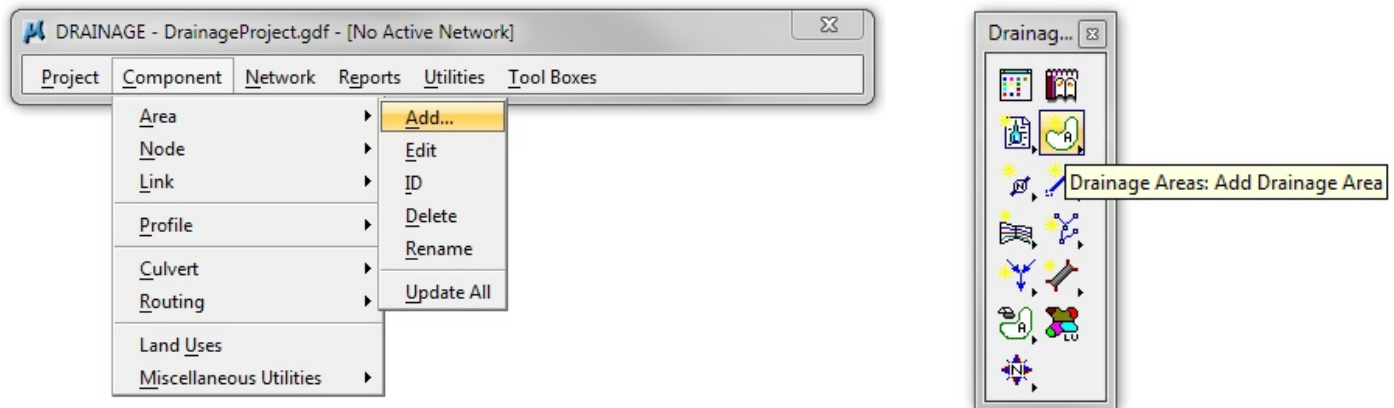 DRAINAGE - DrainageProject.gdf - [No Active Network]
Project Component Network Reports Utilities Tool Boxes
Area
Node
Link
Profile
Culvert
Routing
Land Uses
Miscellaneous Utilities
Add...
Edit
ID
Delete
Rename
Update All
Drainag...
A
Drainage Areas: Add Drainage Area
N
A
LU
N